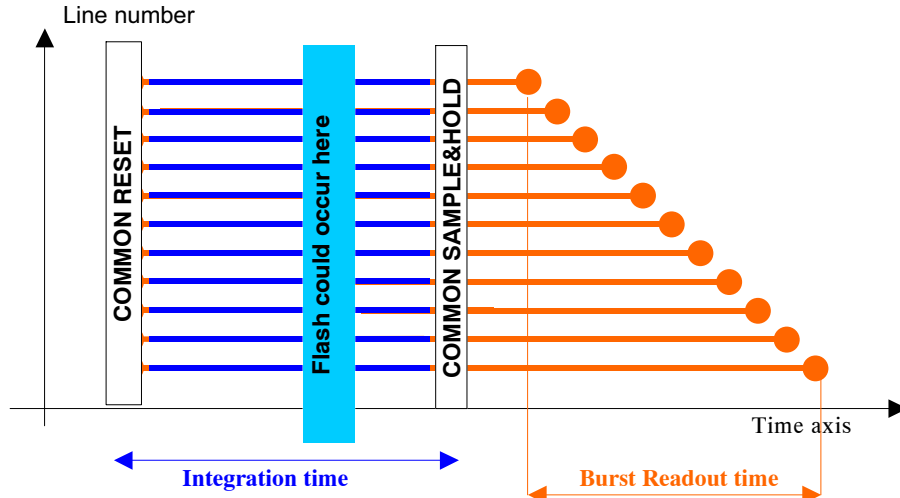 Line number
COMMON RESET
Flash could occur here
COMMON SAMPLE&HOLD
Time axis
Integration time
Burst Readout time